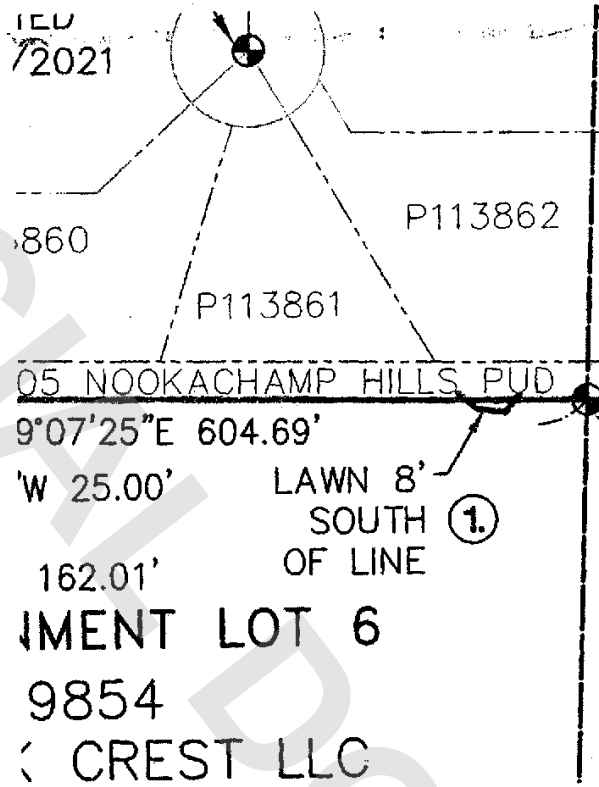 /2021
860
P113862
P113861
05 NOOKACHAMP HILLS PUD
9°07'25"E 604.69'
'W 25.00'
LAWN 8'
SOUTH 1.
OF LINE
162.01'
MENT LOT 6
9854
CREST LLC